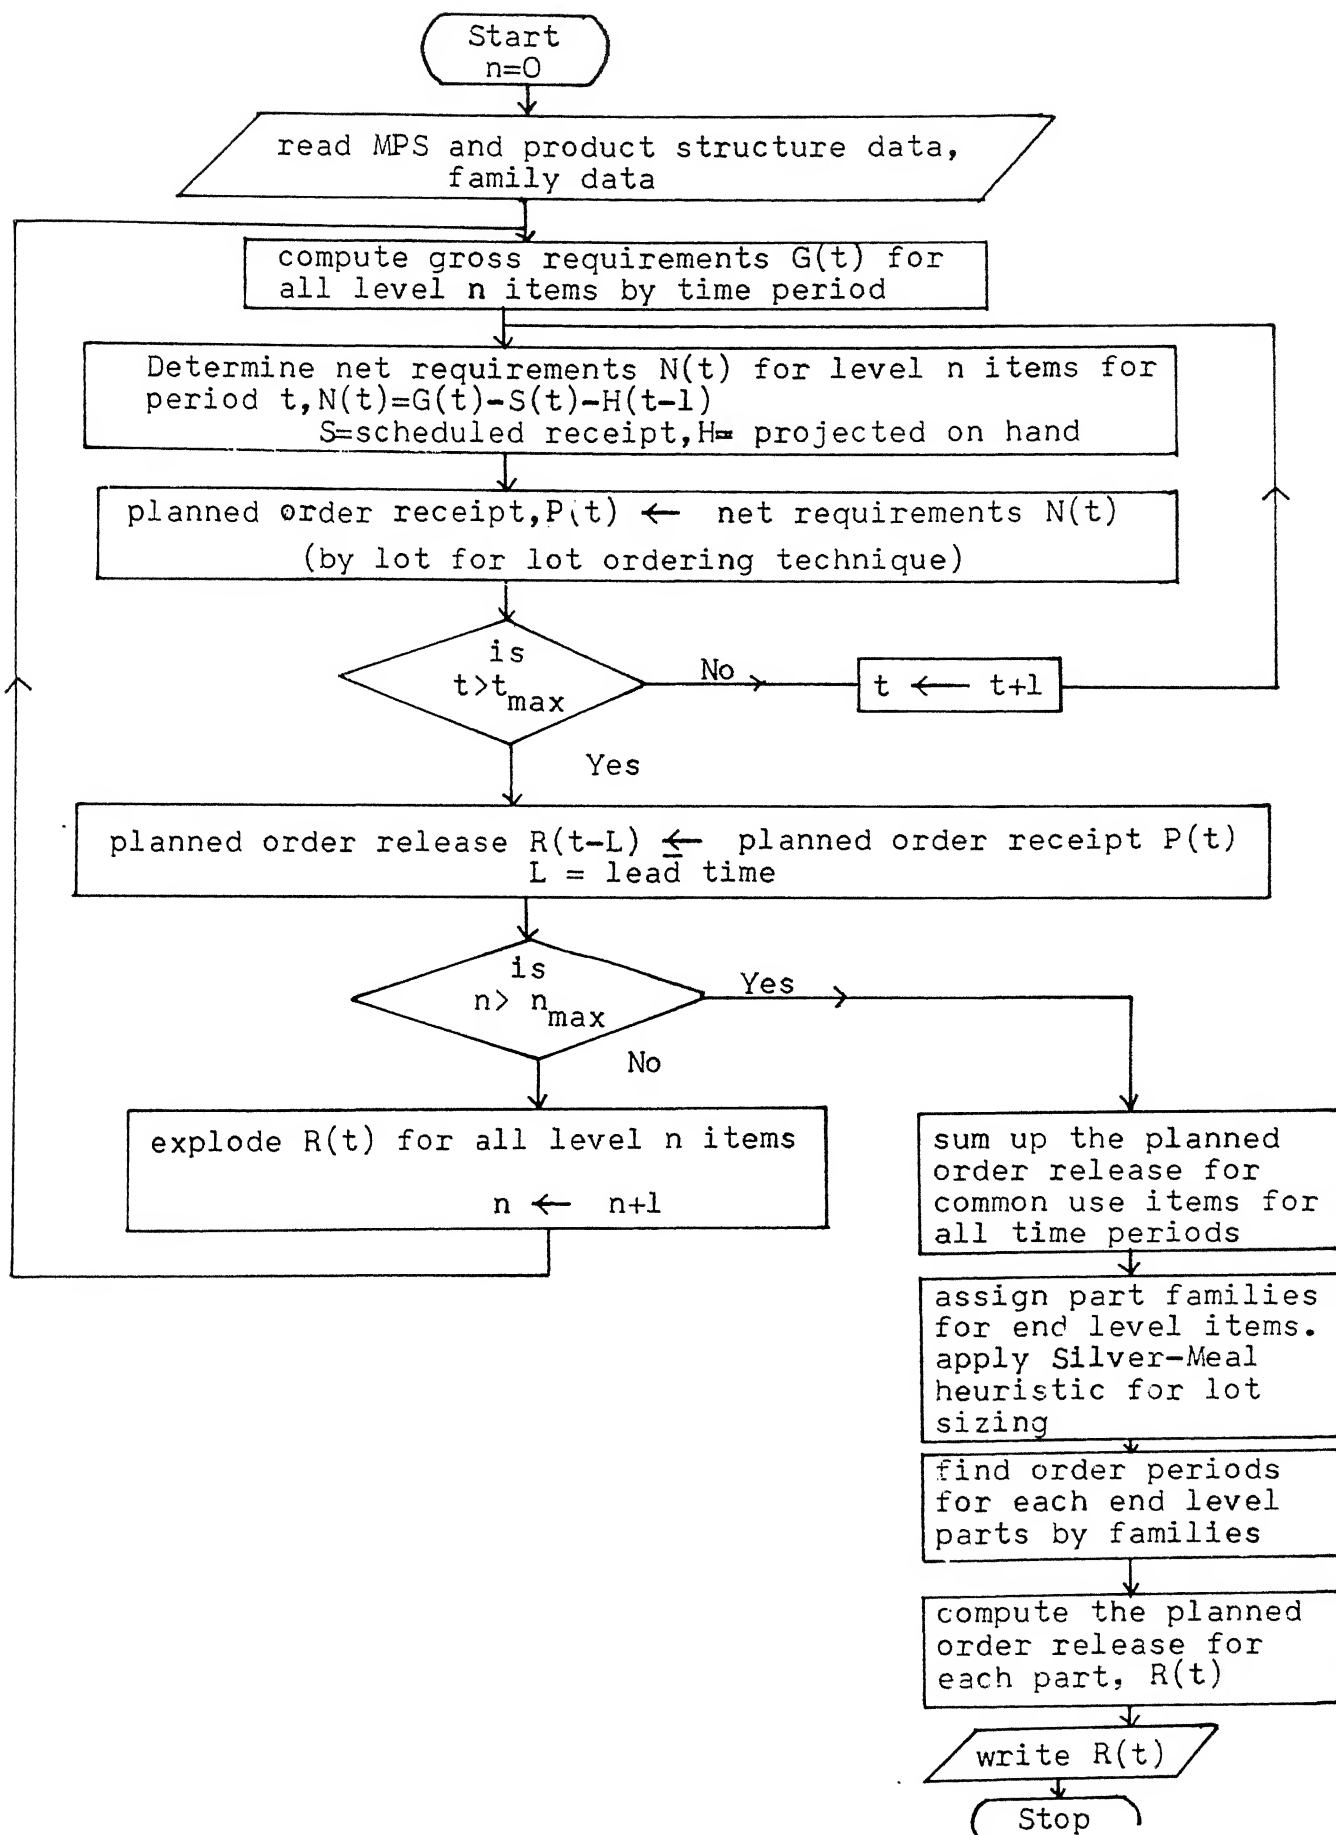 Start
n=0
read MPS and product structure data,
family data
compute gross requirements G(t) for
all level n items by time period
Determine net requirements N(t) for level n items for
period t,N(t)=G(t)-S(t)-H(t-1)
S=scheduled receipt,H= projected on hand
planned order receipt,P(t) ← net requirements N(t)
(by lot for lot ordering technique)
is
t>tmax
No
t ← t+1
Yes
planned order release R(t-L) ← planned order receipt P(t)
L = lead time
is
n> nmax
Yes
No
explode R(t) for all level n items
n ← n+1
sum up the planned
order release for
common use items for
all time periods
assign part families
for end level items.
apply Silver-Meal
heuristic for lot
sizing
find order periods
for each end level
parts by families
compute the planned
order release for
each part, R(t)
write R(t)
Stop